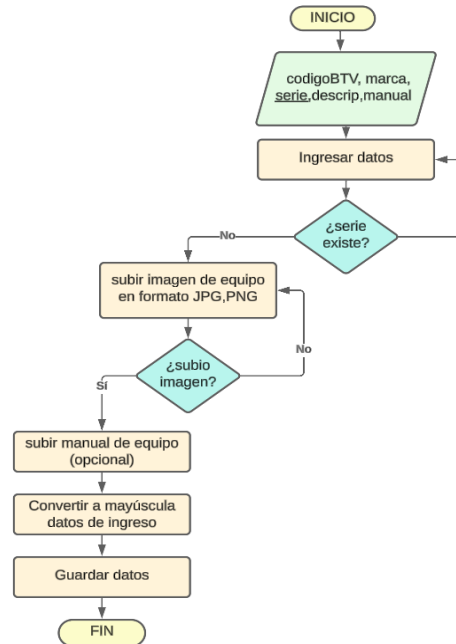 INICIO
codigoBTV, marca,
serie,descrip,manual
Ingresar datos
¿serie
existe?
No
subir imagen de equipo
en formato JPG,PNG
No
¿subio
imagen?
Sí
subir manual de equipo
(opcional)
Convertir a mayúscula
datos de ingreso
Guardar datos
FIN